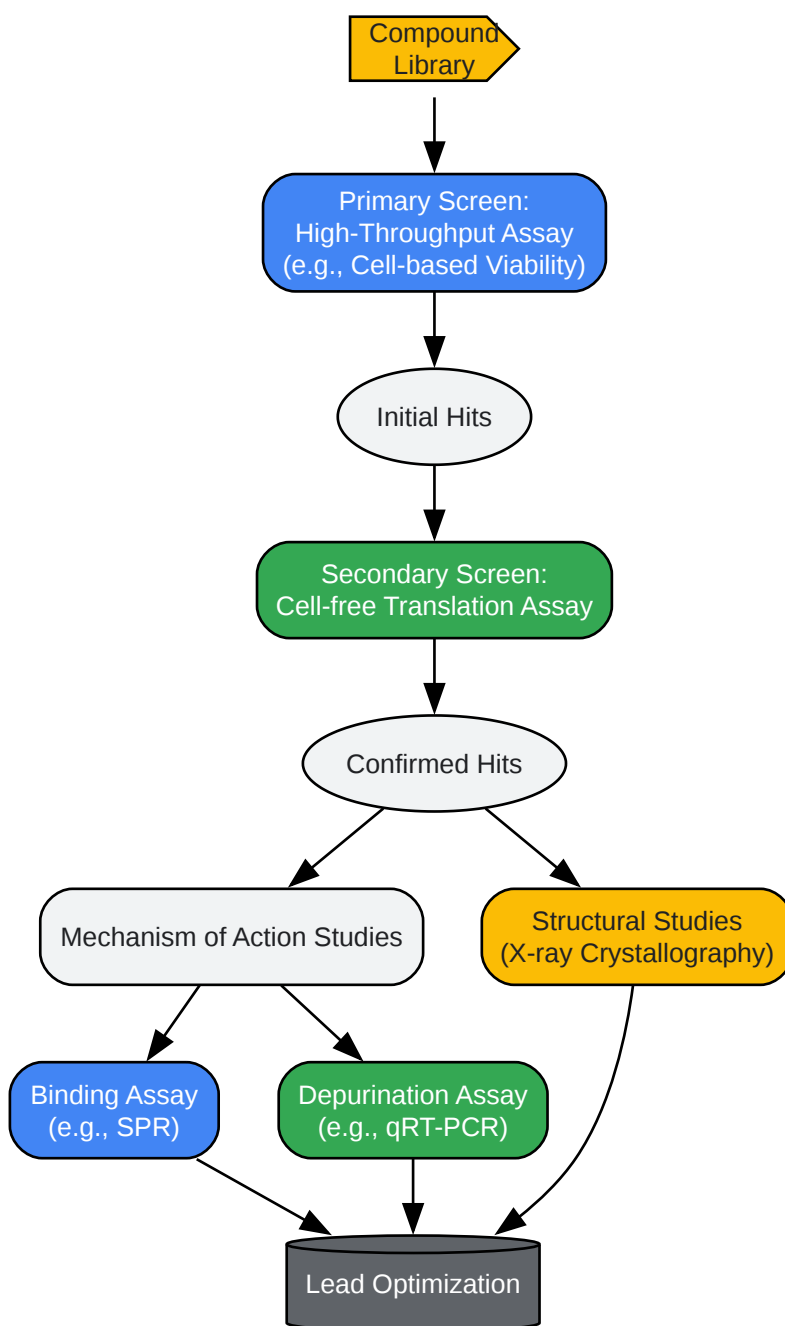 Compound
Library
Primary Screen:
High-Throughput Assay
(e.g., Cell-based Viability)
Initial Hits
Secondary Screen:
Cell-free Translation Assay
Confirmed Hits
Mechanism of Action Studies
Structural Studies
(X-ray Crystallography)
Binding Assay
(e.g., SPR)
Depurination Assay
(e.g., qRT-PCR)
Lead Optimization